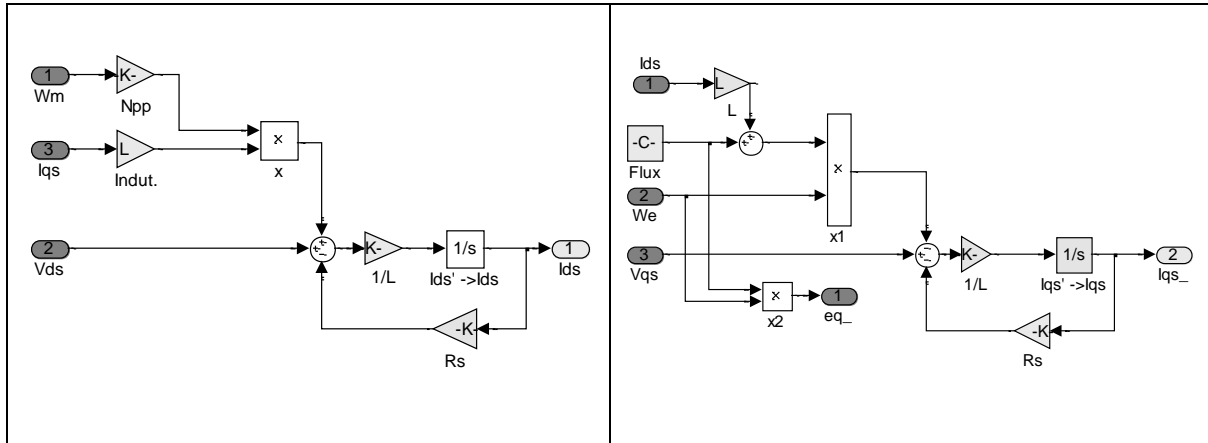 1
Wm
K-
Npp
3
Iqs
L
Indut.
x
x
2
Vds
K-
1/L
1/s
Ids' ->Ids
1
Ids
-K-
Rs
Ids
1
L
L
-C-
Flux
2
We
x
x1
3
Vqs
K-
1/L
1/s
Iqs' ->Iqs
2
Iqs_
x
x2
1
eq_
-K
Rs